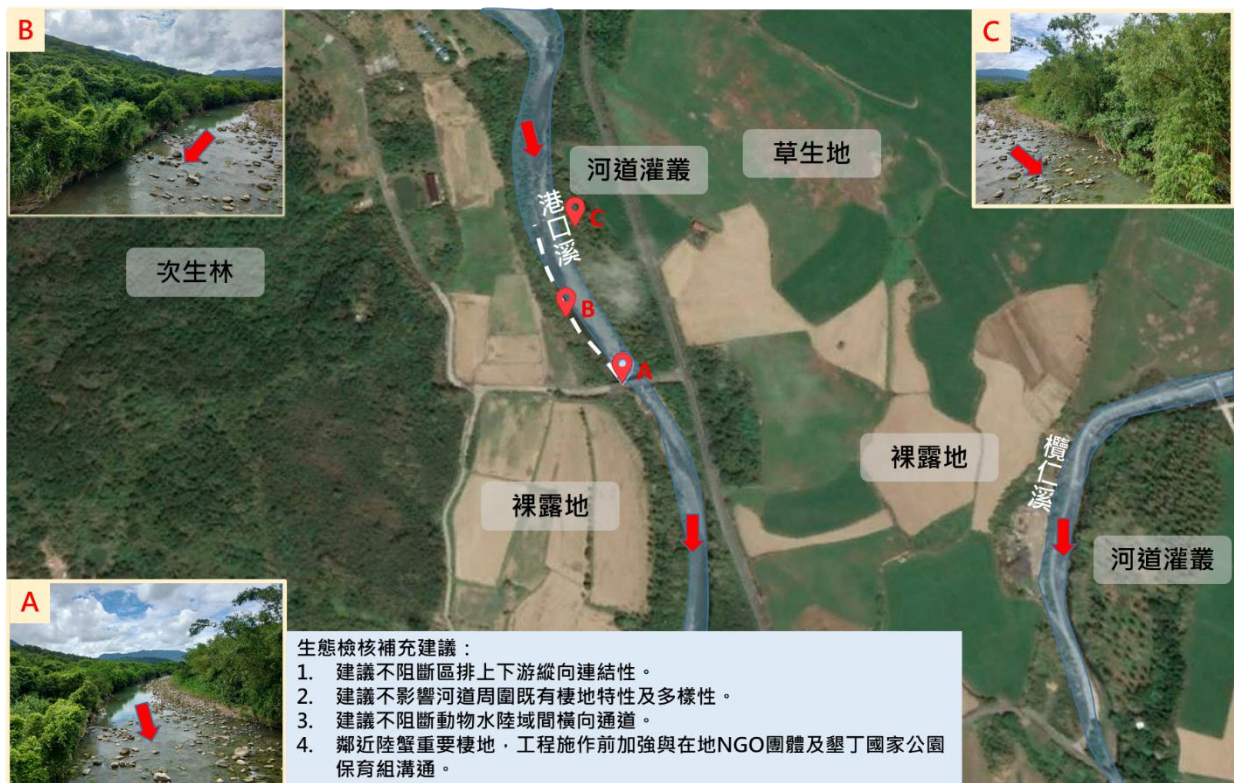 B
C
草生地
河道灌叢
港口溪
C
次生林
B
A
裸露地
欖仁溪
裸露地
河道灌叢
A
生態檢核補充建議：
1. 建議不阻斷區排上下游縱向連結性。
2. 建議不影響河道周圍既有棲地特性及多樣性。
3. 建議不阻斷動物水陸域間橫向通道。
4. 鄰近陸蟹重要棲地，工程施作前加強與在地NGO團體及墾丁國家公園
保育組溝通。